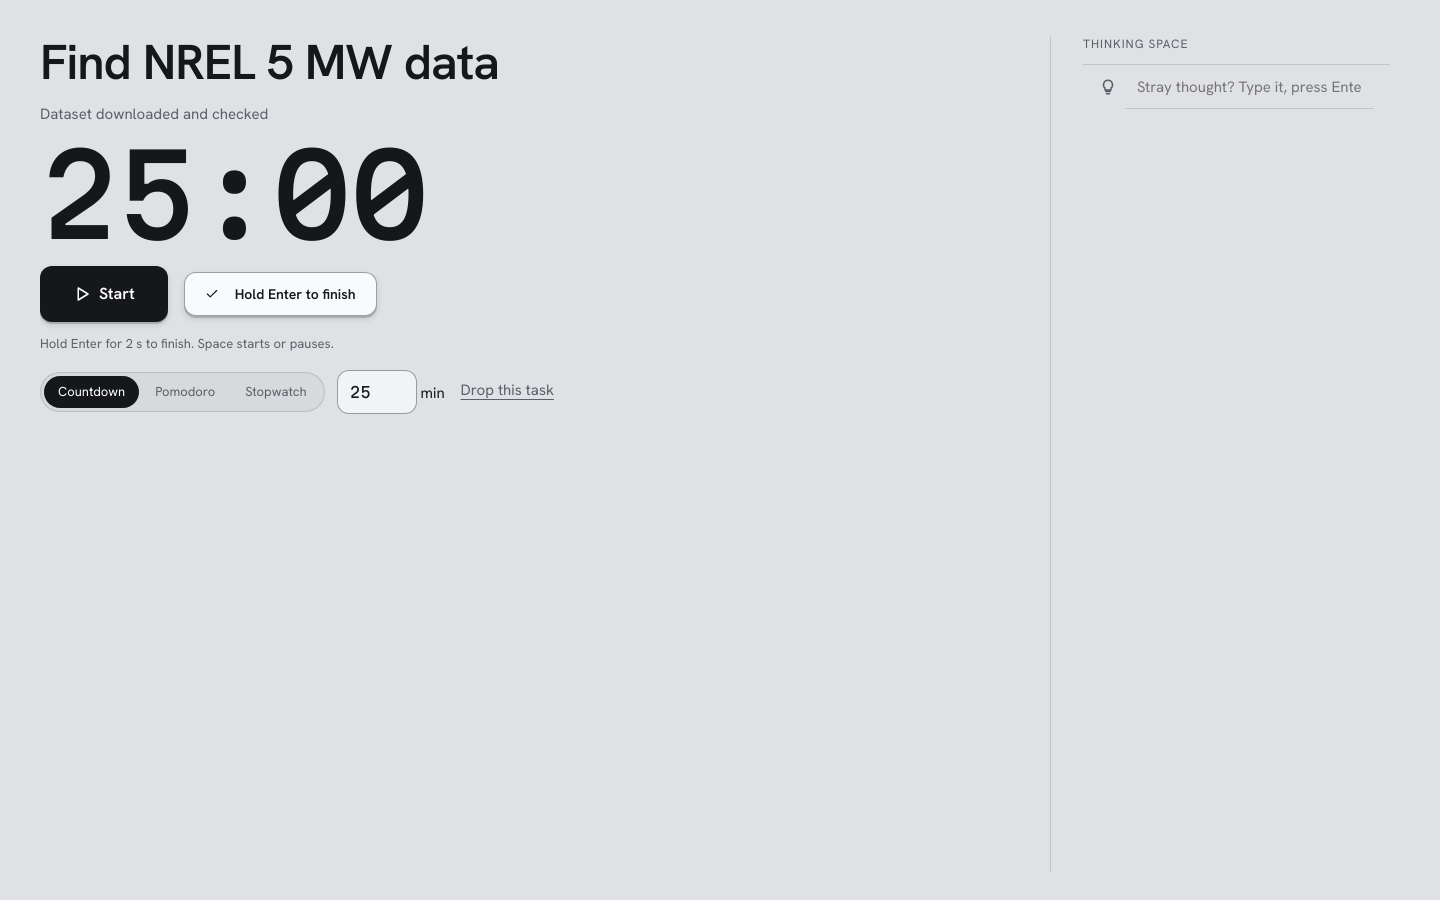 Find NREL 5 MW data
Dataset downloaded and checked
25:00
Start
Hold Enter to finish
Hold Enter for 2 s to finish. Space starts or pauses.
Countdown Pomodoro Stopwatch 25 min Drop this task
THINKING SPACE
Stray thought? Type it, press Ente